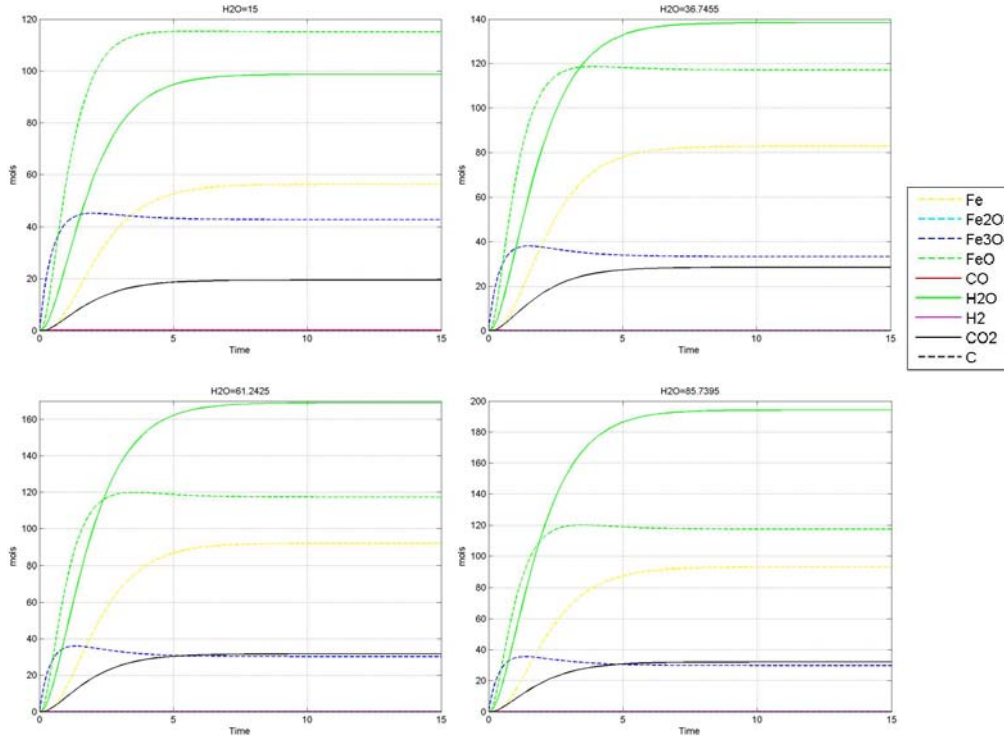 H2O=15
120
100
80
60
40
20
0
mols
0 5 10 15
Time
H2O=36.7455
140
120
100
80
60
40
20
0
mols
0 5 10 15
Time
Fe
Fe2O
Fe3O
FeO
CO
H2O
H2
CO2
C
H2O=61.2425
160
140
120
100
80
60
40
20
0
mols
0 5 10 15
Time
H2O=85.7395
200
180
160
140
120
100
80
60
40
20
0
mols
0 5 10 15
Time